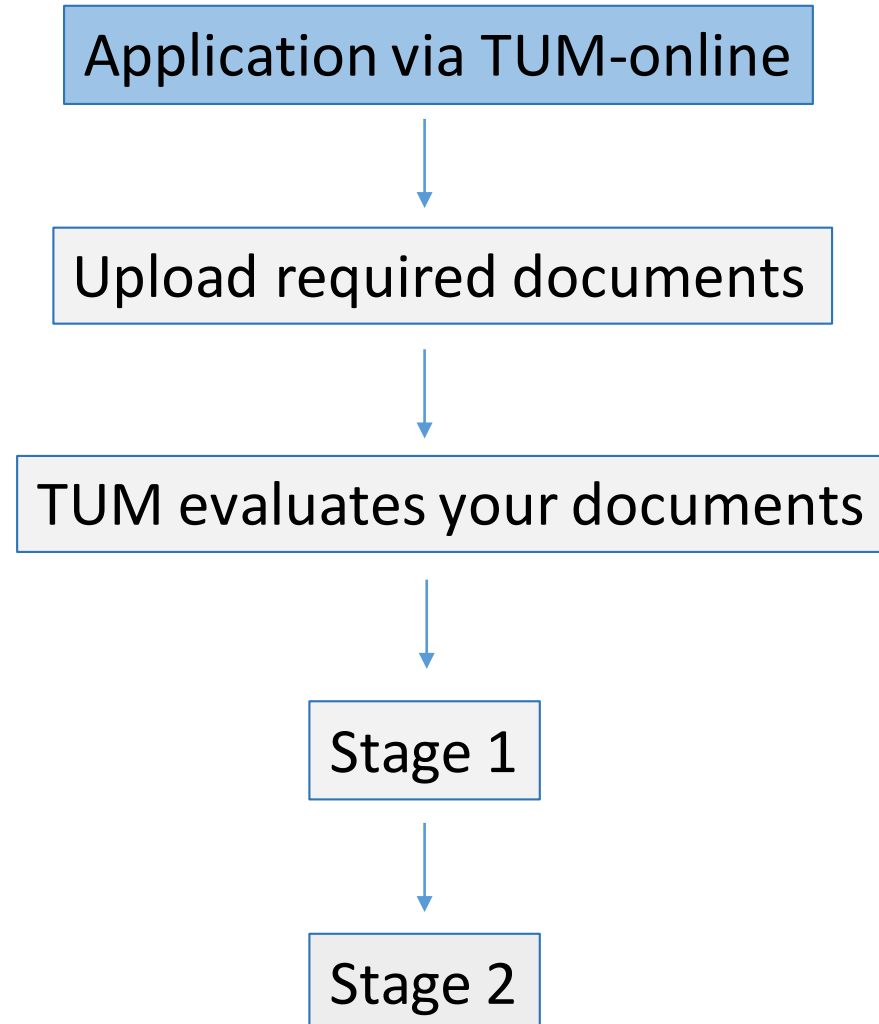 Application via TUM-online
Upload required documents
TUM evaluates your documents
Stage 1
Stage 2